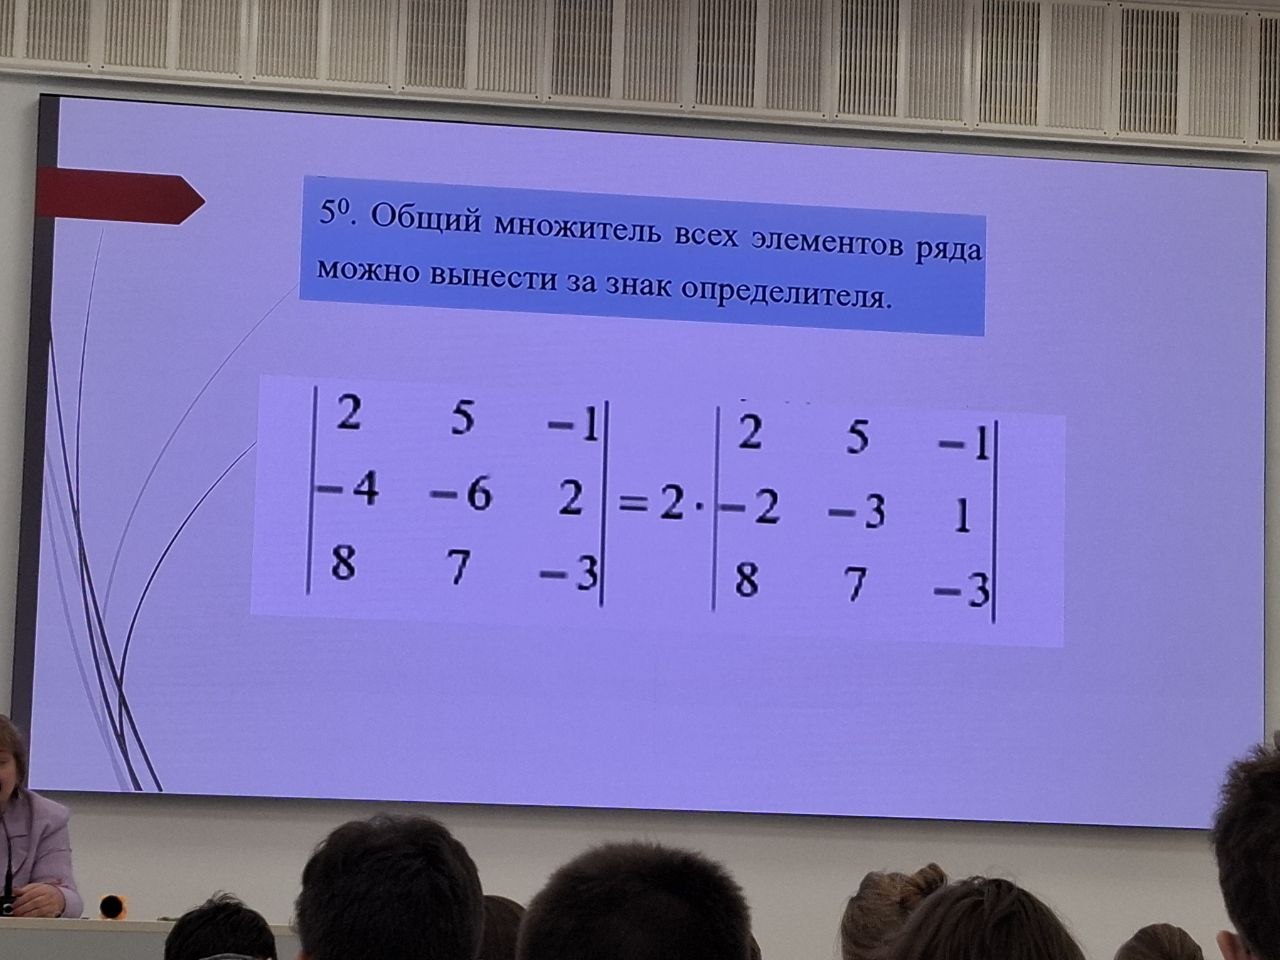 5⁰. Общий множитель всех элементов ряда
можно вынести за знак определителя.
| 2 5 −1 | | 2 5 −1 |
| −4 −6 2 | = 2 · | −2 −3 1 |
| 8 7 −3 | | 8 7 −3 |